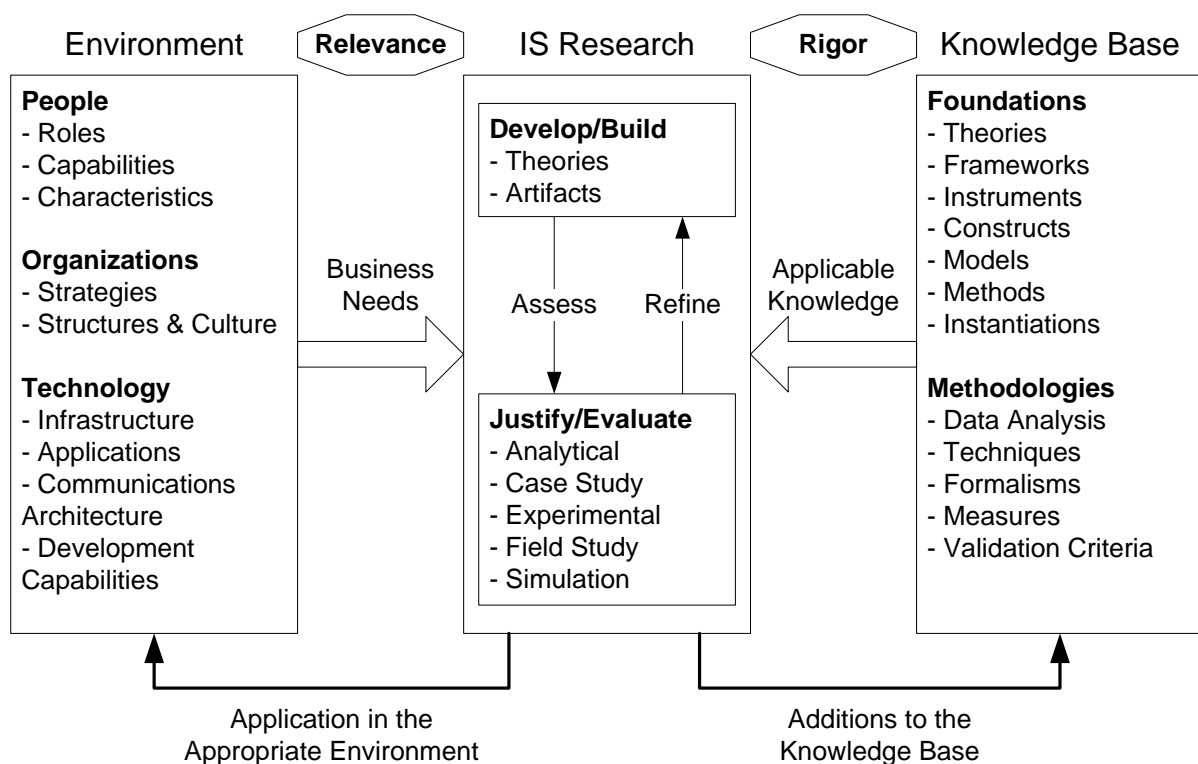 Environment
Relevance
IS Research
Rigor
Knowledge Base
People
- Roles
- Capabilities
- Characteristics
Organizations
- Strategies
- Structures & Culture
Technology
- Infrastructure
- Applications
- Communications
Architecture
- Development
Capabilities
Business
Needs
Develop/Build
- Theories
- Artifacts
Assess
Refine
Justify/Evaluate
- Analytical
- Case Study
- Experimental
- Field Study
- Simulation
Applicable
Knowledge
Foundations
- Theories
- Frameworks
- Instruments
- Constructs
- Models
- Methods
- Instantiations
Methodologies
- Data Analysis
- Techniques
- Formalisms
- Measures
- Validation Criteria
Application in the
Appropriate Environment
Additions to the
Knowledge Base